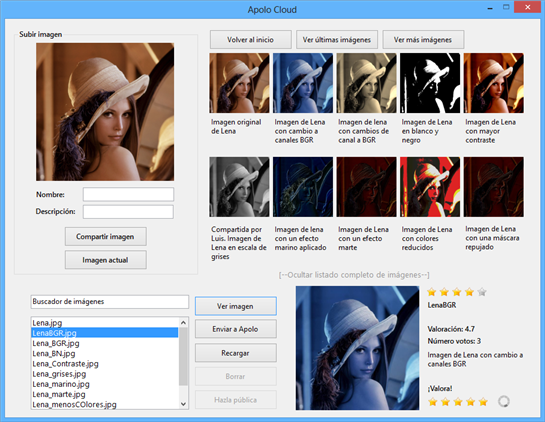 Apolo Cloud
Subir imagen
Nombre:
Descripción:
Compartir imagen
Imagen actual
Volver al inicio
Ver últimas imágenes
Ver más imágenes
Imagen original
de Lena
Imagen de Lena
con cambio a
canales BGR
Imagen de lena
con cambios de
canal a BGR
Imagen de Lena
en blanco y
negro
Imagen de Lena
con mayor
contraste
Compartida por
Luis. Imagen de
Lena en escala de
grises
Imagen de lena
con un efecto
marino aplicado
Imagen de Lena
con un efecto
marte
Imagen de Lena
con colores
reducidos
Imagen de Lena
con una máscara
repujado
[--Ocultar listado completo de imágenes--]
Buscador de imágenes
Lena.jpg
LenaBGR.jpg
Lena_BGR.jpg
Lena_BN.jpg
Lena_Contraste.jpg
Lena_grises.jpg
Lena_marino.jpg
Lena_marte.jpg
Lena_menosCOlores.jpg
Ver imagen
Enviar a Apolo
Recargar
Borrar
Hazla pública
LenaBGR
Valoración: 4.7
Número votos: 3
Imagen de Lena con cambio a
canales BGR
¡Valora!